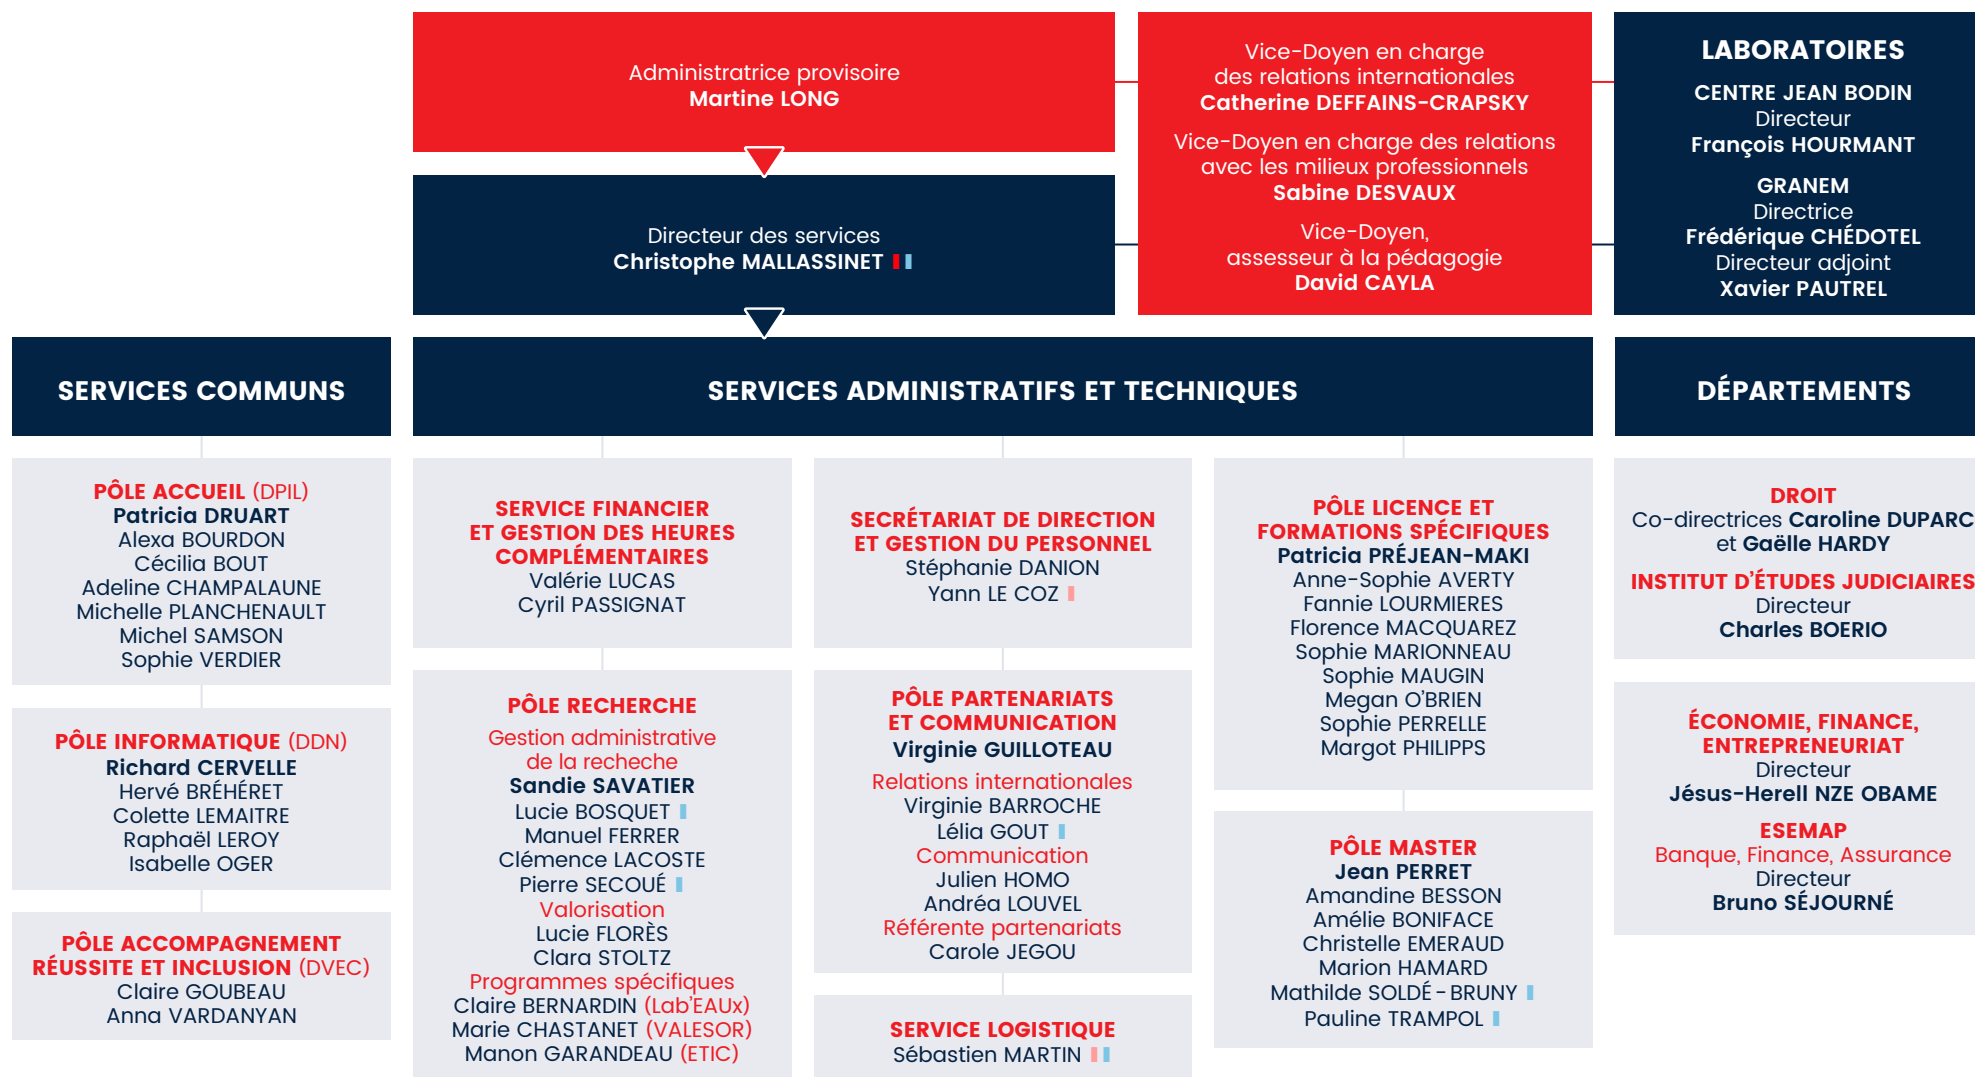 Administratrice provisoire
Martine LONG
Directeur des services
Christophe MALLASSINET
Vice-Doyen en charge
des relations internationales
Catherine DEFFAINS-CRAPSKY
Vice-Doyen en charge des relations
avec les milieux professionnels
Sabine DESVAUX
Vice-Doyen,
assesseur à la pédagogie
David CAYLA
LABORATOIRES
CENTRE JEAN BODIN
Directeur
François HOURMANT
GRANEM
Directrice
Frédérique CHÉDOTEL
Directeur adjoint
Xavier PAUTREL
SERVICES COMMUNS
PÔLE ACCUEIL (DPIL)
Patricia DRUART
Alexa BOURDON
Cécilia BOUT
Adeline CHAMPALAUNE
Michelle PLANCHENAULT
Michel SAMSON
Sophie VERDIER
PÔLE INFORMATIQUE (DDN)
Richard CERVELLE
Hervé BRÉHÉRET
Colette LEMAITRE
Raphaël LEROY
Isabelle OGER
PÔLE ACCOMPAGNEMENT
RÉUSSITE ET INCLUSION (DVEC)
Claire GOUBEAU
Anna VARDANYAN
SERVICES ADMINISTRATIFS ET TECHNIQUES
SERVICE FINANCIER
ET GESTION DES HEURES
COMPLÉMENTAIRES
Valérie LUCAS
Cyril PASSIGNAT
PÔLE RECHERCHE
Gestion administrative
de la recheche
Sandie SAVATIER
Lucie BOSQUET
Manuel FERRER
Clémence LACOSTE
Pierre SECOUÉ
Valorisation
Lucie FLORÈS
Clara STOLTZ
Programmes spécifiques
Claire BERNARDIN (Lab'EAUx)
Marie CHASTANET (VALESOR)
Manon GARANDEAU (ETIC)
SECRÉTARIAT DE DIRECTION
ET GESTION DU PERSONNEL
Stéphanie DANION
Yann LE COZ
PÔLE PARTENARIATS
ET COMMUNICATION
Virginie GUILLOTEAU
Relations internationales
Virginie BARROCHE
Lélia GOUT
Communication
Julien HOMO
Andréa LOUVEL
Référente partenariats
Carole JEGOU
SERVICE LOGISTIQUE
Sébastien MARTIN
PÔLE LICENCE ET
FORMATIONS SPÉCIFIQUES
Patricia PRÉJEAN-MAKI
Anne-Sophie AVERTY
Fannie LOURMIERES
Florence MACQUAREZ
Sophie MARIONNEAU
Sophie MAUGIN
Megan O'BRIEN
Sophie PERRELLE
Margot PHILIPPS
PÔLE MASTER
Jean PERRET
Amandine BESSON
Amélie BONIFACE
Christelle EMERAUD
Marion HAMARD
Mathilde SOLDÉ-BRUNY
Pauline TRAMPOL
DÉPARTEMENTS
DROIT
Co-directrices Caroline DUPARC
et Gaëlle HARDY
INSTITUT D'ÉTUDES JUDICIAIRES
Directeur
Charles BOERIO
ÉCONOMIE, FINANCE,
ENTREPRENEURIAT
Directeur
Jésus-Herell NZE OBAME
ESEMAP
Banque, Finance, Assurance
Directeur
Bruno SÉJOURNÉ